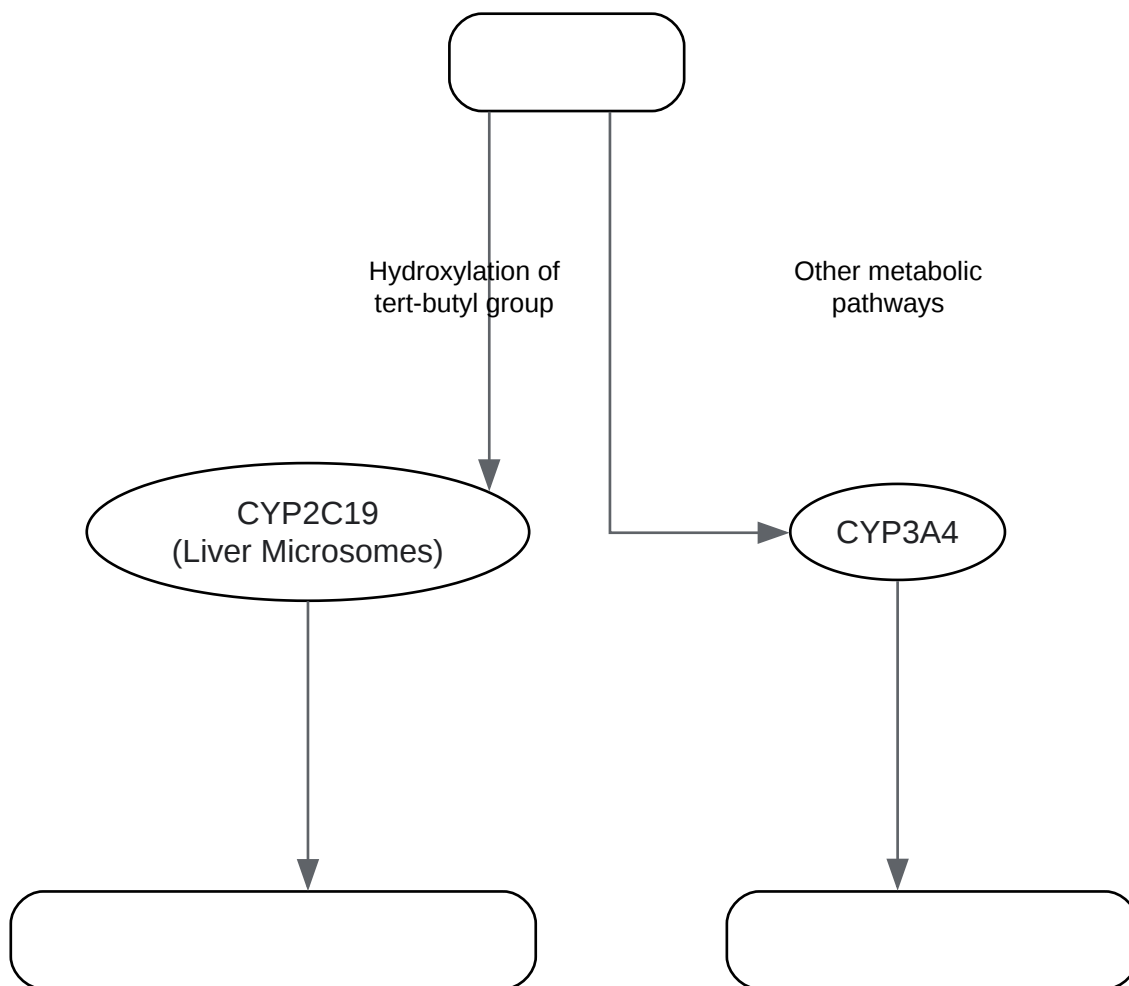 Hydroxylation of
tert-butyl group
Other metabolic
pathways
CYP2C19
(Liver Microsomes)
CYP3A4